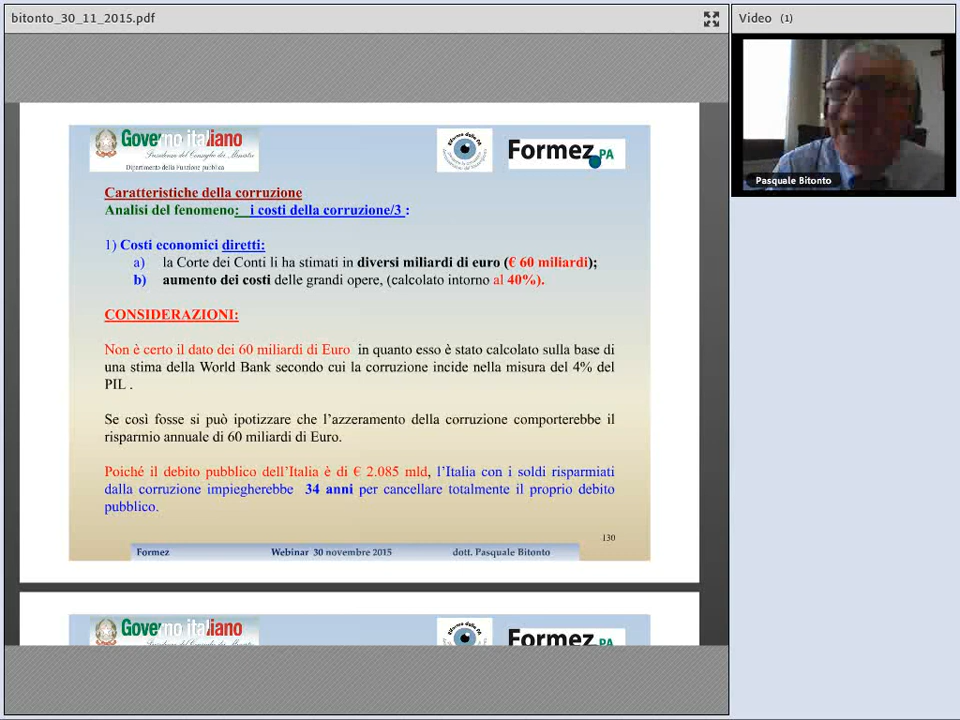 bitonto_30_11_2015.pdf
Video (1)
Pasquale Bitonto
Governo italiano
Presidenza del Consiglio dei Ministri
Dipartimento della Funzione pubblica
Formez PA
Caratteristiche della corruzione
Analisi del fenomeno: i costi della corruzione/3 :
1) Costi economici diretti:
a) la Corte dei Conti li ha stimati in diversi miliardi di euro (€ 60 miliardi);
b) aumento dei costi delle grandi opere, (calcolato intorno al 40%).
CONSIDERAZIONI:
Non è certo il dato dei 60 miliardi di Euro in quanto esso è stato calcolato sulla base di
una stima della World Bank secondo cui la corruzione incide nella misura del 4% del
PIL .
Se così fosse si può ipotizzare che l’azzeramento della corruzione comporterebbe il
risparmio annuale di 60 miliardi di Euro.
Poiché il debito pubblico dell’Italia è di € 2.085 mld, l’Italia con i soldi risparmiati
dalla corruzione impiegherebbe 34 anni per cancellare totalmente il proprio debito
pubblico.
130
Formez Webinar 30 novembre 2015 dott. Pasquale Bitonto
Governo italiano
Formez PA